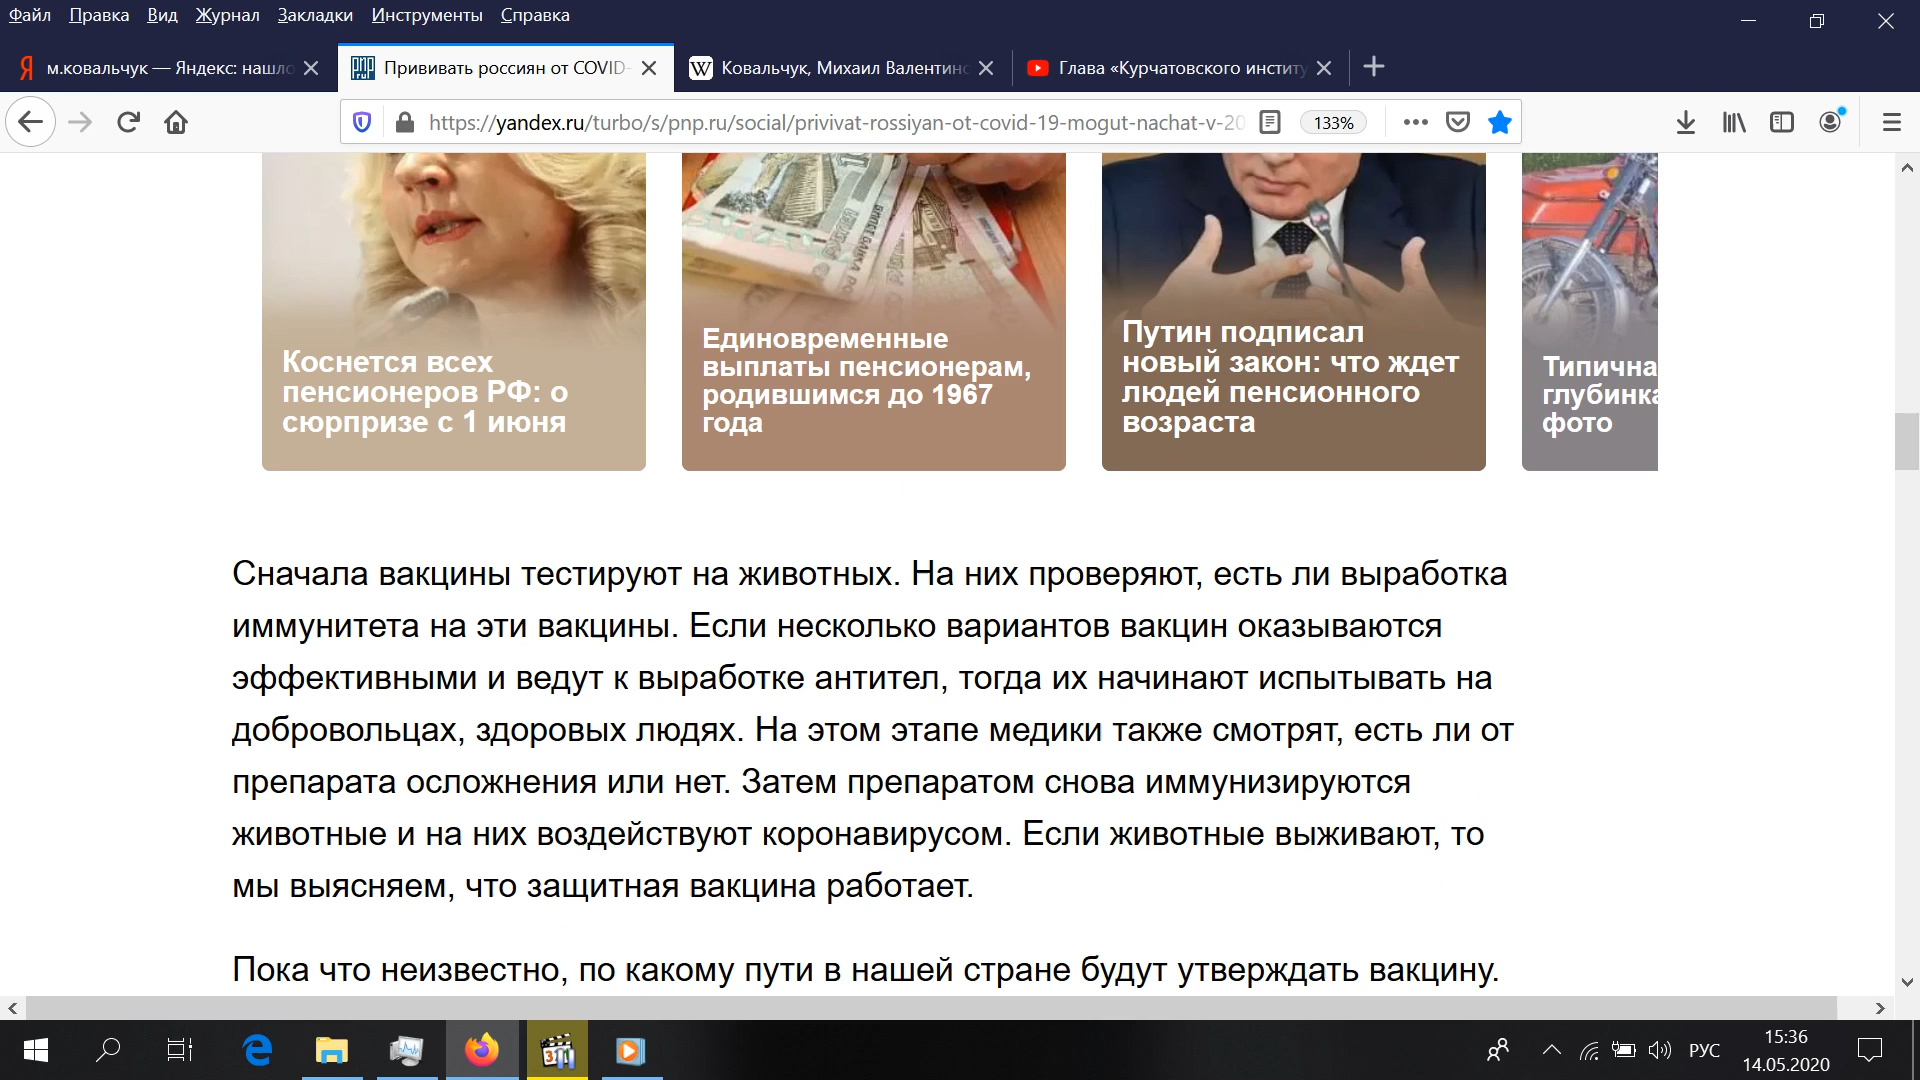 Файл Правка Вид Журнал Закладки Инструменты Справка
м.ковальчук — Яндекс: нашло
Прививать россиян от COVID-
Ковальчук, Михаил Валентинс
Глава «Курчатовского институ
https://yandex.ru/turbo/s/pnp.ru/social/privivat-rossiyan-ot-covid-19-mogut-nachat-v-20
133%
Коснется всех
пенсионеров РФ: о
сюрпризе с 1 июня
Единовременные
выплаты пенсионерам,
родившимся до 1967
года
Путин подписал
новый закон: что ждет
людей пенсионного
возраста
Типична
глубинка
фото
Сначала вакцины тестируют на животных. На них проверяют, есть ли выработка
иммунитета на эти вакцины. Если несколько вариантов вакцин оказываются
эффективными и ведут к выработке антител, тогда их начинают испытывать на
добровольцах, здоровых людях. На этом этапе медики также смотрят, есть ли от
препарата осложнения или нет. Затем препаратом снова иммунизируются
животные и на них воздействуют коронавирусом. Если животные выживают, то
мы выясняем, что защитная вакцина работает.
Пока что неизвестно, по какому пути в нашей стране будут утверждать вакцину.
РУС
15:36
14.05.2020